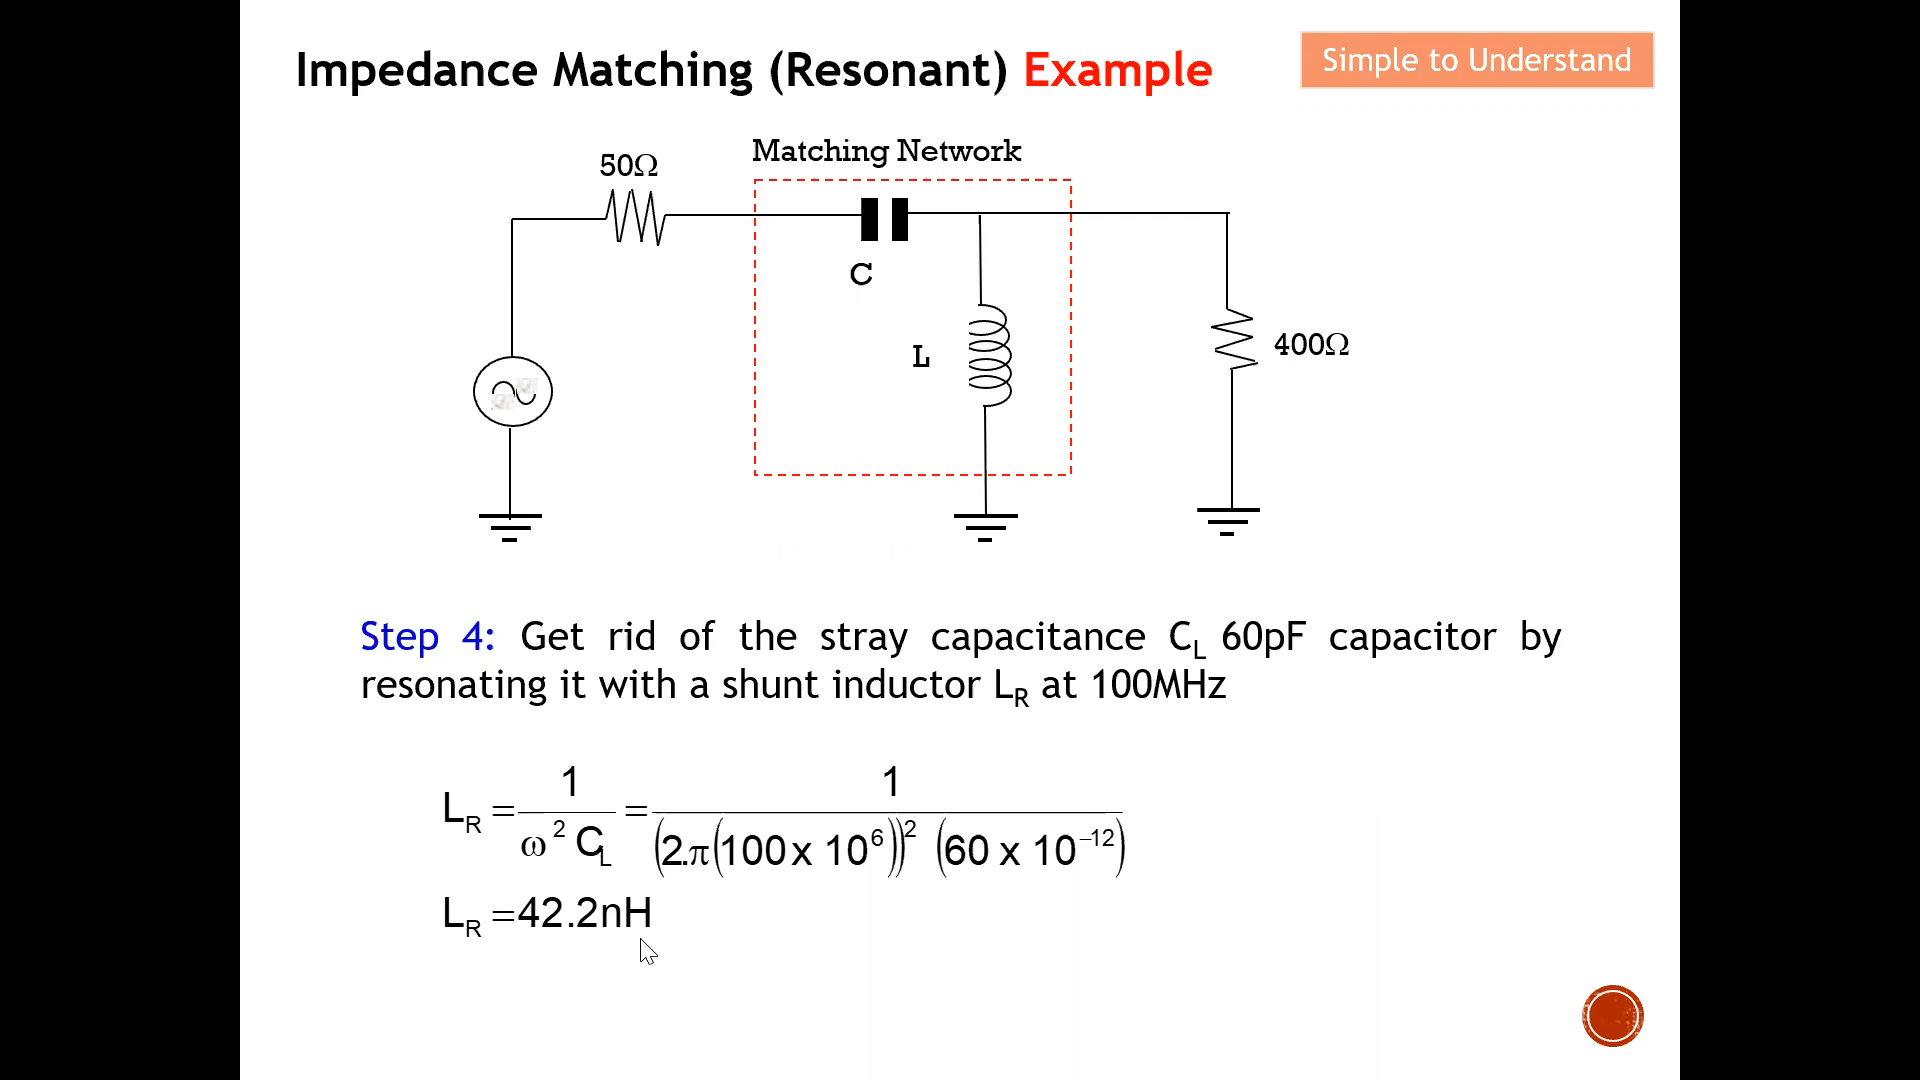 Impedance Matching (Resonant) Example
Simple to Understand
Matching Network
50Ω
C
L
400Ω
Step 4: Get rid of the stray capacitance C_L 60pF capacitor by
resonating it with a shunt inductor L_R at 100MHz
L_R = 1 / (ω² C_L) = 1 / ((2.π(100 x 10⁶))² (60 x 10⁻¹²))
L_R =42.2nH